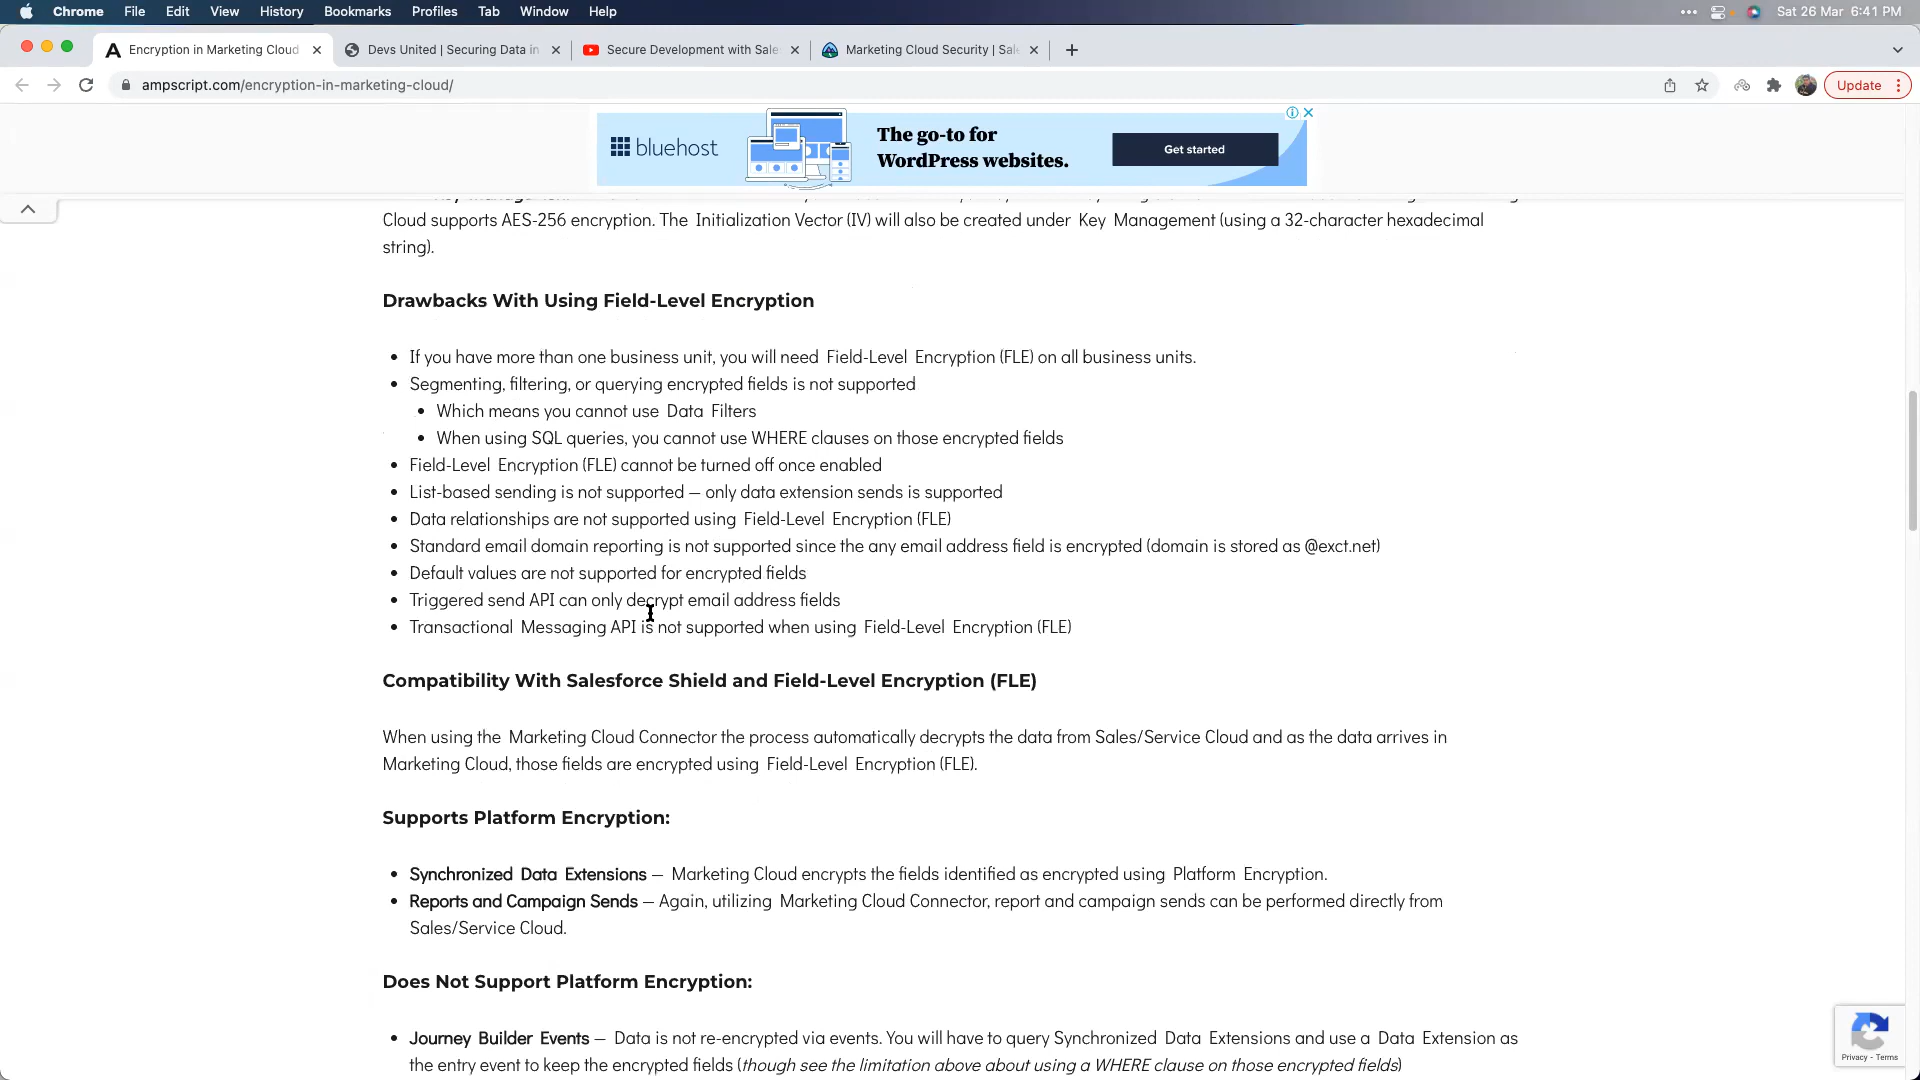 Chrome File Edit View History Bookmarks Profiles Tab Window Help Sat 26 Mar 6:41 PM
Encryption in Marketing Cloud Devs United | Securing Data in Secure Development with Sale Marketing Cloud Security | Sal
ampscript.com/encryption-in-marketing-cloud/ Update
bluehost The go-to for
WordPress websites. Get started
Cloud supports AES-256 encryption. The Initialization Vector (IV) will also be created under Key Management (using a 32-character hexadecimal
string).
Drawbacks With Using Field-Level Encryption
• If you have more than one business unit, you will need Field-Level Encryption (FLE) on all business units.
• Segmenting, filtering, or querying encrypted fields is not supported
• Which means you cannot use Data Filters
• When using SQL queries, you cannot use WHERE clauses on those encrypted fields
• Field-Level Encryption (FLE) cannot be turned off once enabled
• List-based sending is not supported — only data extension sends is supported
• Data relationships are not supported using Field-Level Encryption (FLE)
• Standard email domain reporting is not supported since the any email address field is encrypted (domain is stored as @exct.net)
• Default values are not supported for encrypted fields
• Triggered send API can only decrypt email address fields
• Transactional Messaging API is not supported when using Field-Level Encryption (FLE)
Compatibility With Salesforce Shield and Field-Level Encryption (FLE)
When using the Marketing Cloud Connector the process automatically decrypts the data from Sales/Service Cloud and as the data arrives in
Marketing Cloud, those fields are encrypted using Field-Level Encryption (FLE).
Supports Platform Encryption:
• Synchronized Data Extensions — Marketing Cloud encrypts the fields identified as encrypted using Platform Encryption.
• Reports and Campaign Sends — Again, utilizing Marketing Cloud Connector, report and campaign sends can be performed directly from
Sales/Service Cloud.
Does Not Support Platform Encryption:
• Journey Builder Events — Data is not re-encrypted via events. You will have to query Synchronized Data Extensions and use a Data Extension as
the entry event to keep the encrypted fields (though see the limitation above about using a WHERE clause on those encrypted fields)
Privacy - Terms